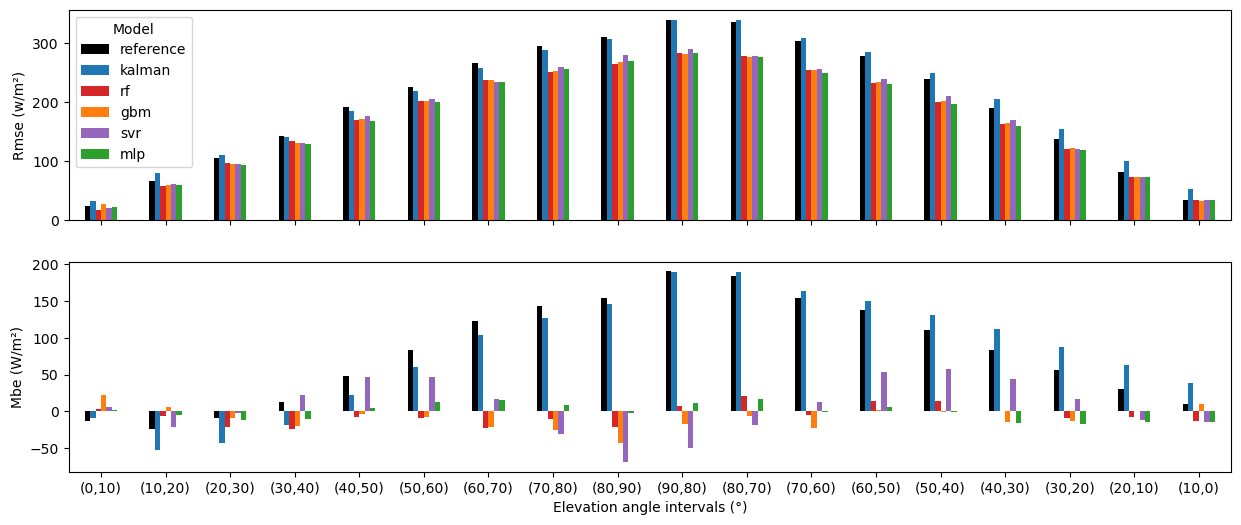 Model
reference
kalman
rf
gbm
svr
mlp
Rmse (w/m²)
300
200
100
0
Mbe (W/m²)
200
150
100
50
0
−50
(0,10) (10,20) (20,30) (30,40) (40,50) (50,60) (60,70) (70,80) (80,90) (90,80) (80,70) (70,60) (60,50) (50,40) (40,30) (30,20) (20,10) (10,0)
Elevation angle intervals (°)